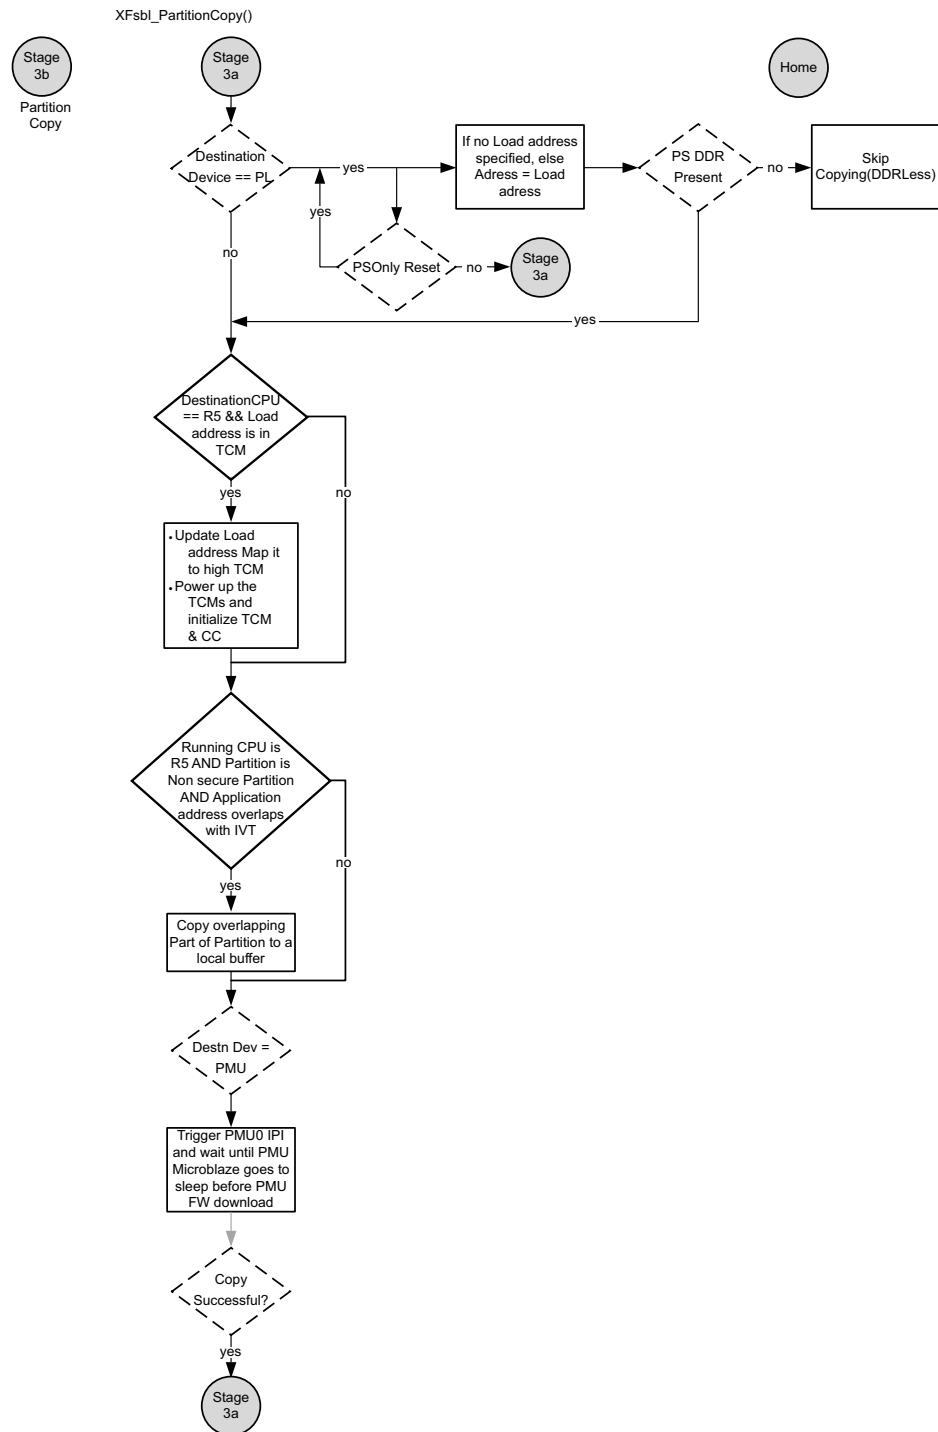 XFsbl_PartitionCopy()
Stage
3b
Partition
Copy
Stage
3a
Home
Destination
Device == PL
yes
If no Load address
specified, else
Adress = Load
adress
PS DDR
Present
no
Skip
Copying(DDRLess)
yes
PSOnly Reset
no
Stage
3a
no
yes
DestinationCPU
== R5 && Load
address is in
TCM
yes
no
• Update Load
address Map it
to high TCM
• Power up the
TCMs and
initialize TCM
& CC
Running CPU is
R5 AND Partition is
Non secure Partition
AND Application
address overlaps
with IVT
no
yes
Copy overlapping
Part of Partition to a
local buffer
Destn Dev =
PMU
Trigger PMU0 IPI
and wait until PMU
Microblaze goes to
sleep before PMU
FW download
Copy
Successful?
yes
Stage
3a